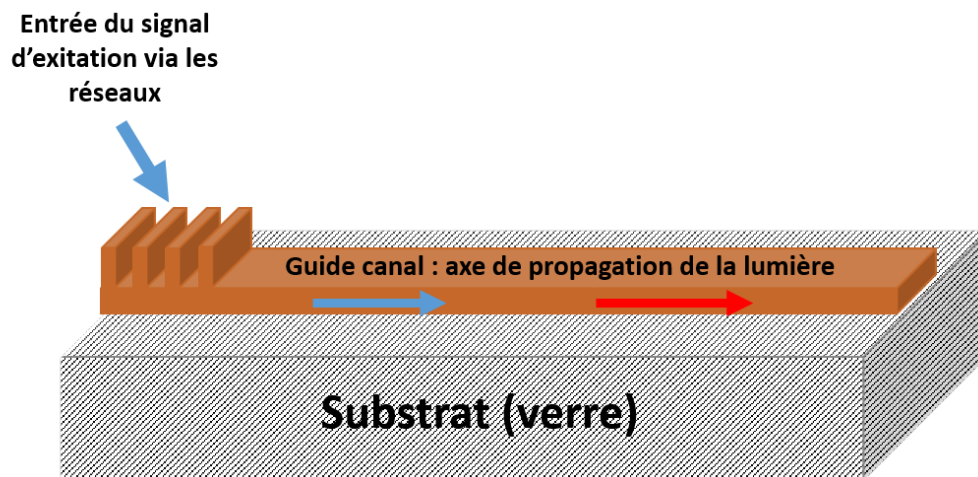 Entrée du signal
d'exitation via les
réseaux
Guide canal : axe de propagation de la lumière
Substrat (verre)